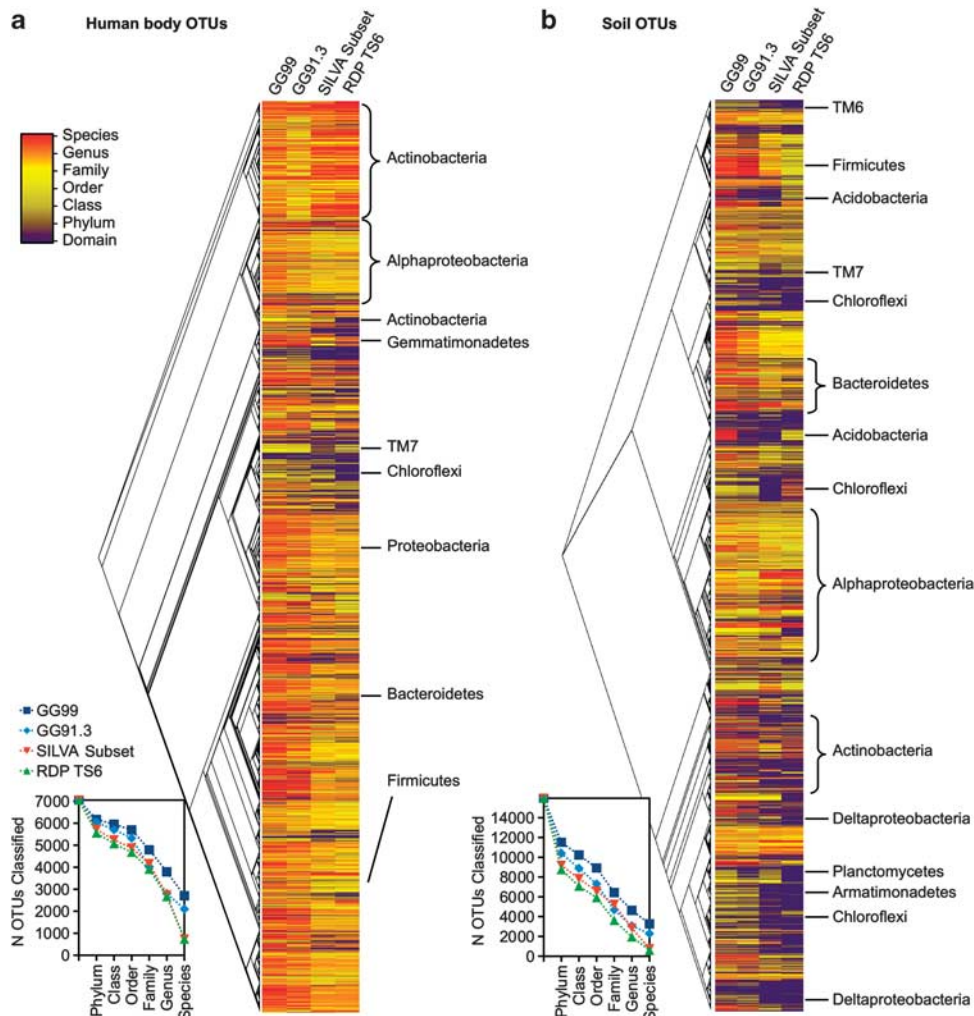 a Human body OTUs
GG99
GG91.3
SILVA Subset
RDP TS6
Species
Genus
Family
Order
Class
Phylum
Domain
Actinobacteria
Alphaproteobacteria
Actinobacteria
Gemmatimonadetes
TM7
Chloroflexi
Proteobacteria
Bacteroidetes
Firmicutes
GG99
GG91.3
SILVA Subset
RDP TS6
N OTUs Classified
7000
6000
5000
4000
3000
2000
1000
0
Phylum
Class
Order
Family
Genus
Species
b Soil OTUs
GG99
GG91.3
SILVA Subset
RDP TS6
TM6
Firmicutes
Acidobacteria
TM7
Chloroflexi
Bacteroidetes
Acidobacteria
Chloroflexi
Alphaproteobacteria
Actinobacteria
Deltaproteobacteria
Planctomycetes
Armatimonadetes
Chloroflexi
Deltaproteobacteria
N OTUs Classified
14000
12000
10000
8000
6000
4000
2000
0
Phylum
Class
Order
Family
Genus
Species